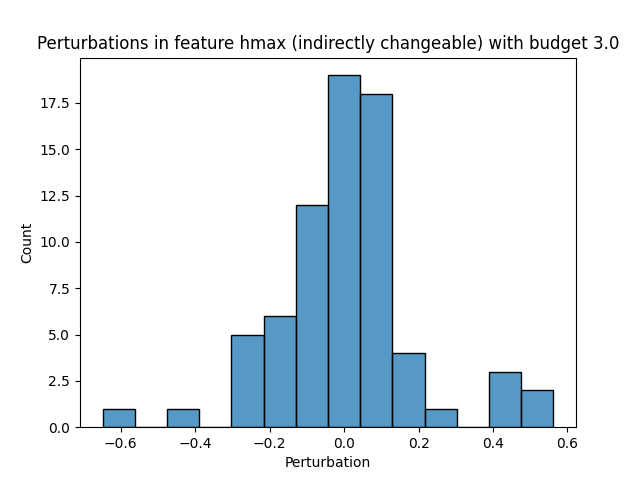 Perturbations in feature hmax (indirectly changeable) with budget 3.0
17.5
15.0
12.5
10.0
7.5
5.0
2.5
0.0
Count
−0.6 −0.4 −0.2 0.0 0.2 0.4 0.6
Perturbation